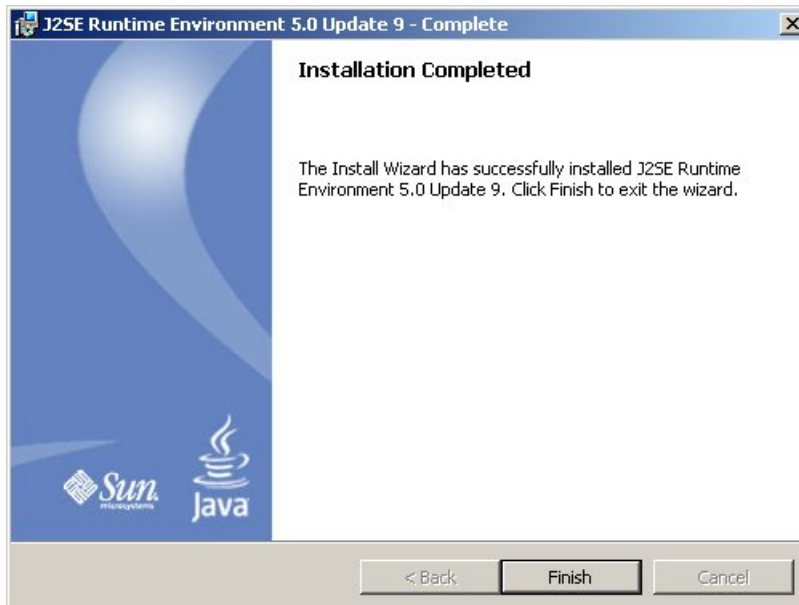 J2SE Runtime Environment 5.0 Update 9 - Complete
Installation Completed
The Install Wizard has successfully installed J2SE Runtime
Environment 5.0 Update 9. Click Finish to exit the wizard.
Sun
microsystems
Java
< Back
Finish
Cancel